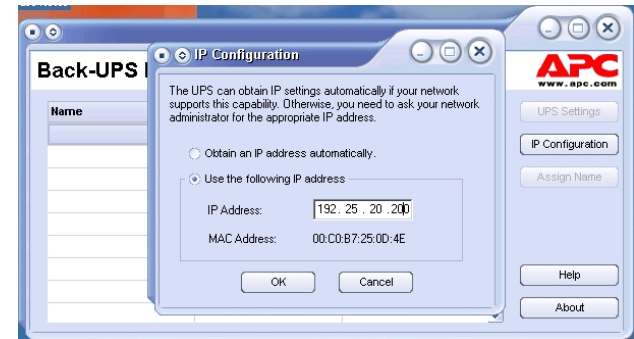 IP Configuration
Back-UPS
APC
www.apc.com
The UPS can obtain IP settings automatically if your network
supports this capability. Otherwise, you need to ask your network
administrator for the appropriate IP address.
Name
UPS Settings
IP Configuration
Assign Name
Obtain an IP address automatically.
Use the following IP address
IP Address: 192. 25 . 20 .200
MAC Address: 00:C0:B7:25:0D:4E
OK
Cancel
Help
About